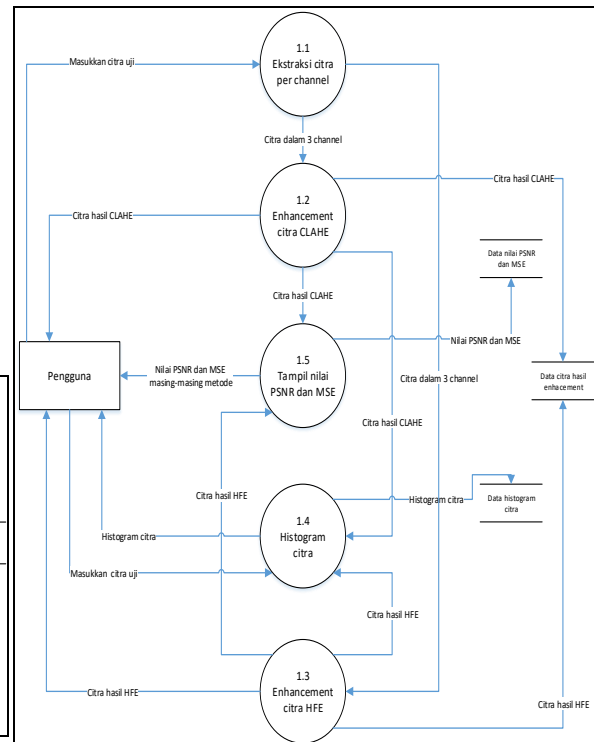 1.1
Ekstraksi citra
per channel
Masukkan citra uji
Citra dalam 3 channel
1.2
Enhancement
citra CLAHE
Citra hasil CLAHE
Citra hasil CLAHE
Data nilai PSNR
dan MSE
Citra hasil CLAHE
1.5
Tampil nilai
PSNR dan MSE
Nilai PSNR dan MSE
Pengguna
Nilai PSNR dan MSE
masing-masing metode
Citra dalam 3 channel
Data citra hasil
enhacement
Citra hasil CLAHE
Citra hasil HFE
1.4
Histogram
citra
Histogram citra
Data histogram
citra
Histogram citra
Masukkan citra uji
Citra hasil HFE
1.3
Enhancement
citra HFE
Citra hasil HFE
Citra hasil HFE